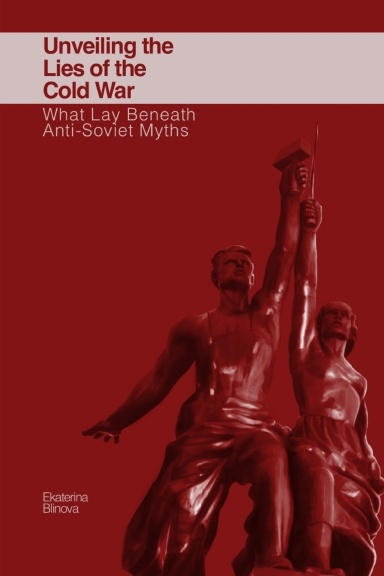 Unveiling the
Lies of the
Cold War
What Lay Beneath
Anti-Soviet Myths
Ekaterina
Blinova